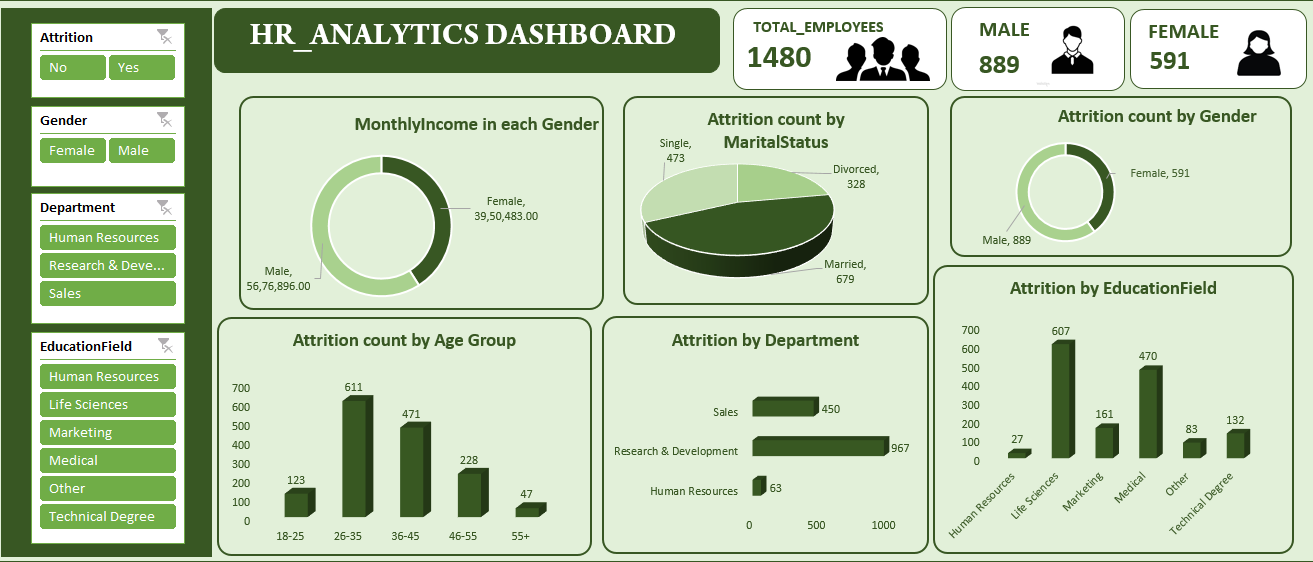 Attrition
No
Yes
Gender
Female
Male
Department
Human Resources
Research & Deve...
Sales
EducationField
Human Resources
Life Sciences
Marketing
Medical
Other
Technical Degree
HR_ANALYTICS DASHBOARD
TOTAL_EMPLOYEES
1480
MALE
889
FEMALE
591
MonthlyIncome in each Gender
Female,
39,50,483.00
Male,
56,76,896.00
Attrition count by
MaritalStatus
Single,
473
Divorced,
328
Married,
679
Attrition count by Gender
Female, 591
Male, 889
Attrition count by Age Group
700
600
500
400
300
200
100
0
123
611
471
228
47
18-25
26-35
36-45
46-55
55+
Attrition by Department
Sales
450
Research & Development
967
Human Resources
63
0
500
1000
Attrition by EducationField
700
600
500
400
300
200
100
0
27
607
161
470
83
132
Human Resources
Life Sciences
Marketing
Medical
Other
Technical Degree